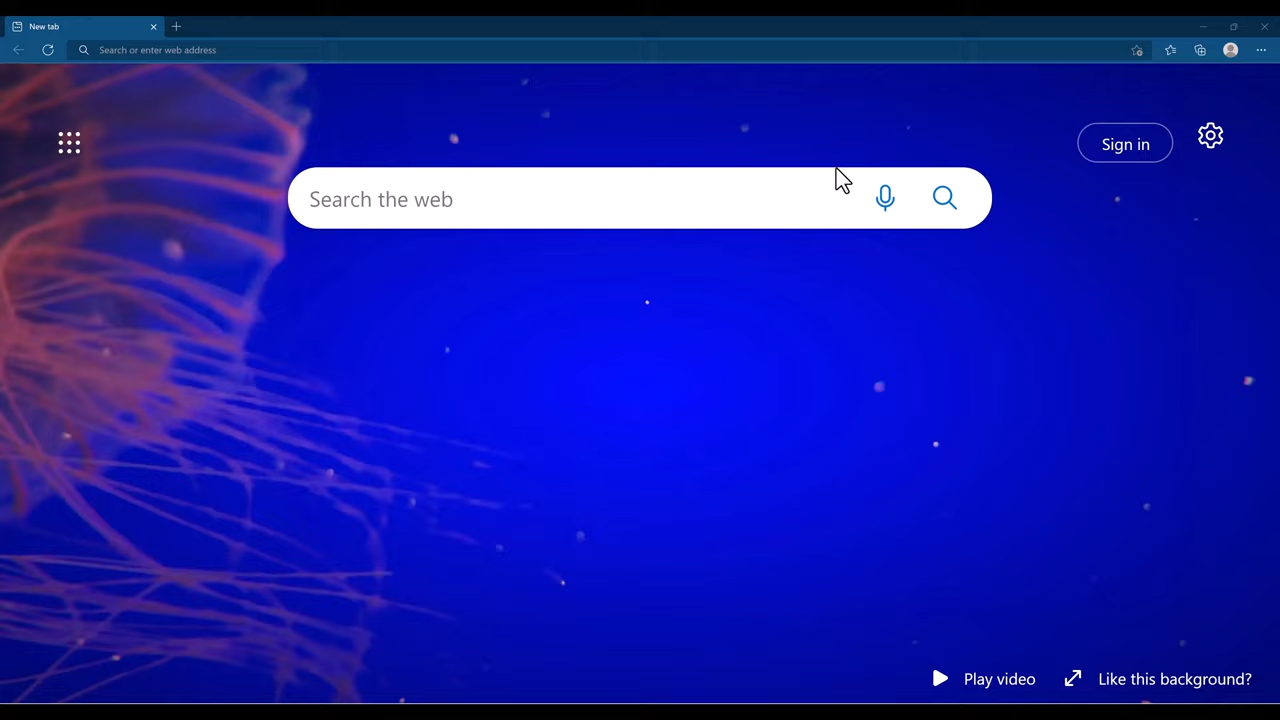 New tab
Search or enter web address
Sign in
Search the web
Play video
Like this background?